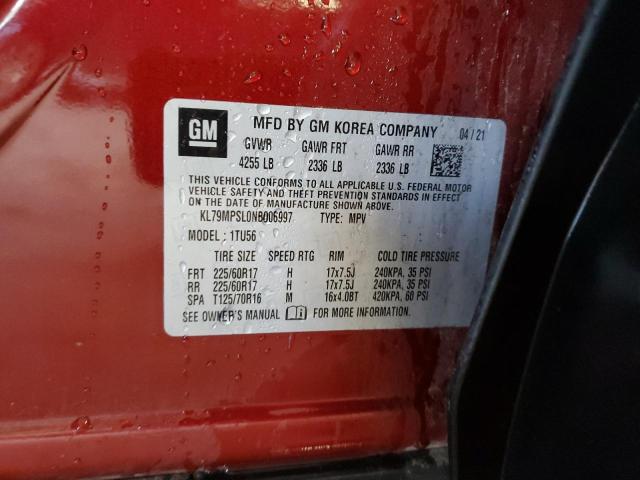 GM MFD BY GM KOREA COMPANY 04/21
GVWR GAWR FRT GAWR RR
4255 LB 2336 LB 2336 LB
THIS VEHICLE CONFORMS TO ALL APPLICABLE U.S. FEDERAL MOTOR
VEHICLE SAFETY AND THEFT PREVENTION STANDARDS IN EFFECT
ON THE DATE OF MANUFACTURE SHOWN ABOVE.
KL79MPSL0NB006997 TYPE: MPV
MODEL: 1TU56
TIRE SIZE SPEED RTG RIM COLD TIRE PRESSURE
FRT 225/60R17 H 17x7.5J 240KPA, 35 PSI
RR 225/60R17 H 17x7.5J 240KPA, 35 PSI
SPA T125/70R16 M 16x4.0BT 420KPA, 60 PSI
SEE OWNER'S MANUAL FOR MORE INFORMATION.